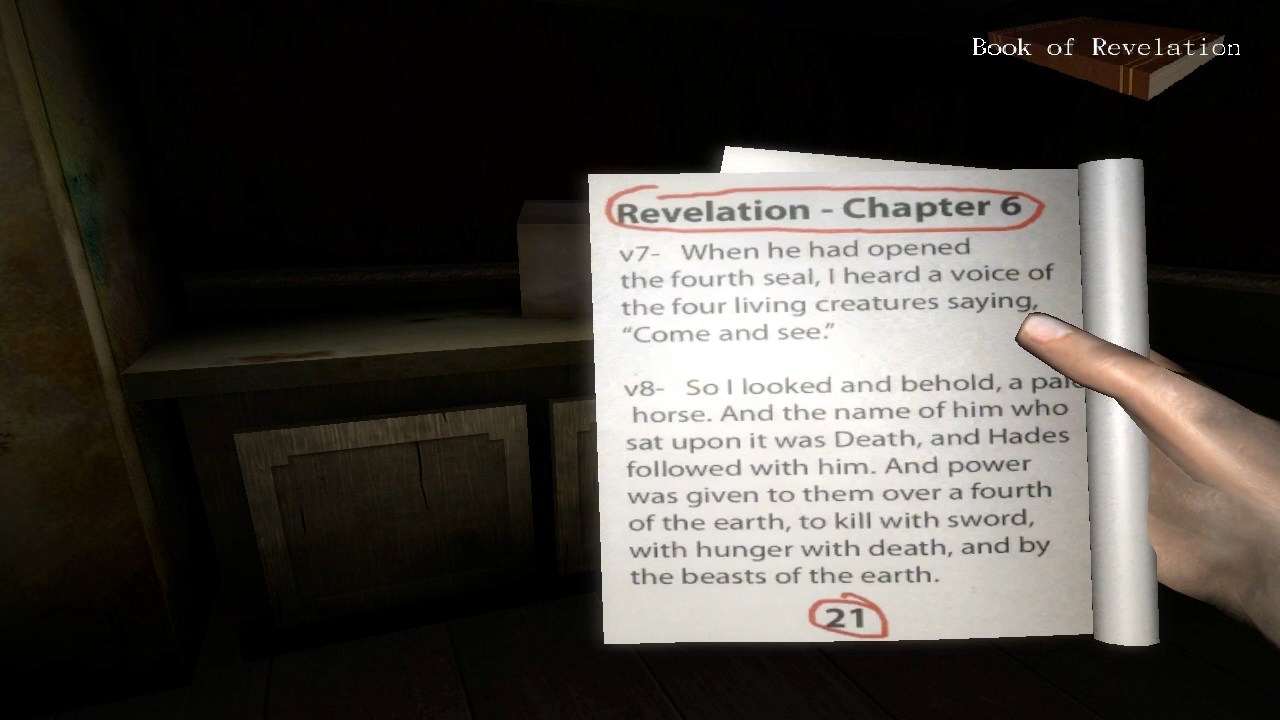 Book of Revelation
Revelation - Chapter 6
v7- When he had opened
the fourth seal, I heard a voice of
the four living creatures saying,
“Come and see.”
v8- So I looked and behold, a pale
horse. And the name of him who
sat upon it was Death, and Hades
followed with him. And power
was given to them over a fourth
of the earth, to kill with sword,
with hunger with death, and by
the beasts of the earth.
21